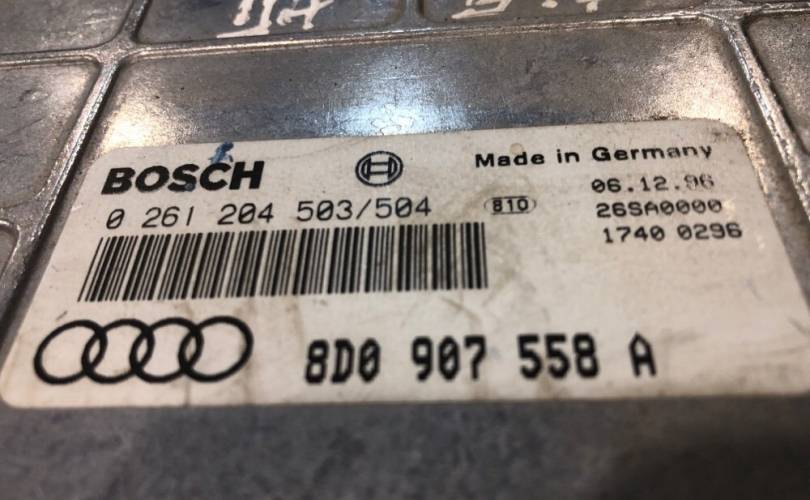 BOSCH
Made in Germany
0 261 204 503/504
810
06.12.96
26SA0000
1740 0296
8D0 907 558 A